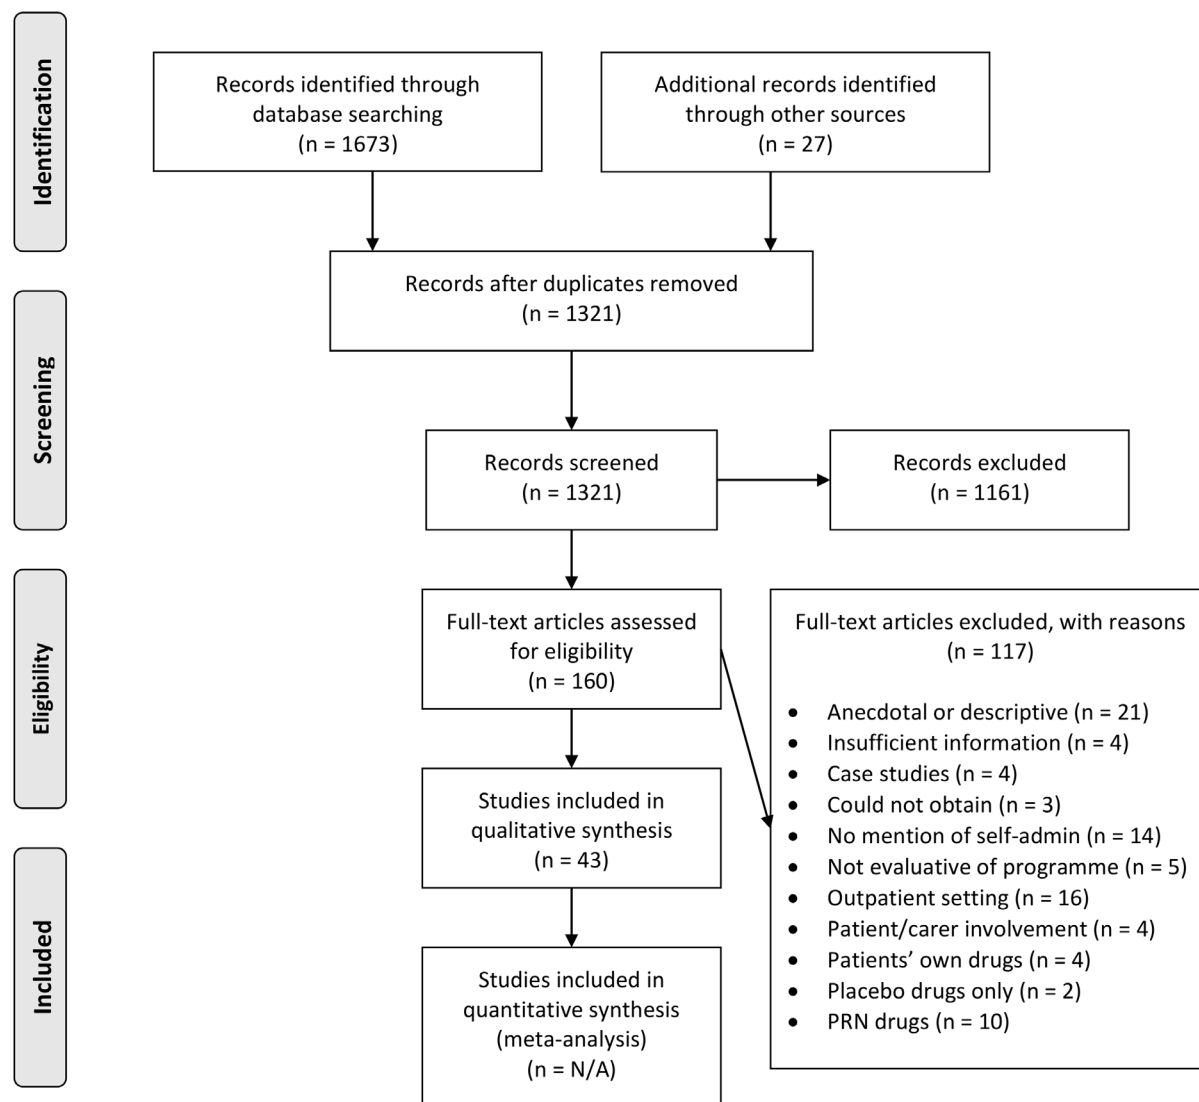 Identification
Records identified through
database searching
(n = 1673)
Additional records identified
through other sources
(n = 27)
Records after duplicates removed
(n = 1321)
Screening
Records screened
(n = 1321)
Records excluded
(n = 1161)
Eligibility
Full-text articles assessed
for eligibility
(n = 160)
Full-text articles excluded, with reasons
(n = 117)
• Anecdotal or descriptive (n = 21)
• Insufficient information (n = 4)
• Case studies (n = 4)
• Could not obtain (n = 3)
• No mention of self-admin (n = 14)
• Not evaluative of programme (n = 5)
• Outpatient setting (n = 16)
• Patient/carer involvement (n = 4)
• Patients’ own drugs (n = 4)
• Placebo drugs only (n = 2)
• PRN drugs (n = 10)
Studies included in
qualitative synthesis
(n = 43)
Included
Studies included in
quantitative synthesis
(meta-analysis)
(n = N/A)